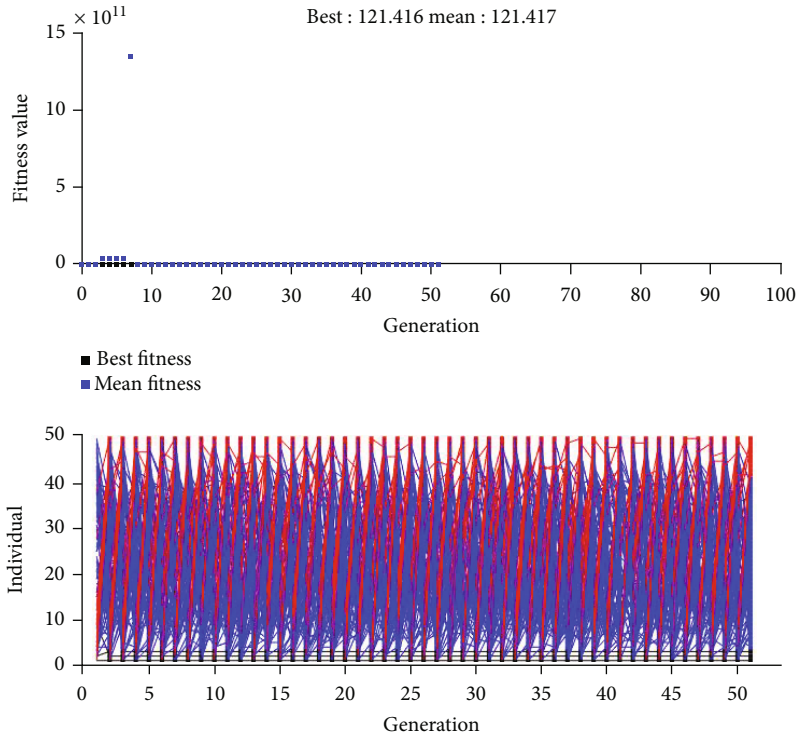 × 10¹¹
Best : 121.416 mean : 121.417
15
10
5
0
Fitness value
0 10 20 30 40 50 60 70 80 90 100
Generation
Best fitness
Mean fitness
50
40
30
20
10
0
Individual
0 5 10 15 20 25 30 35 40 45 50
Generation